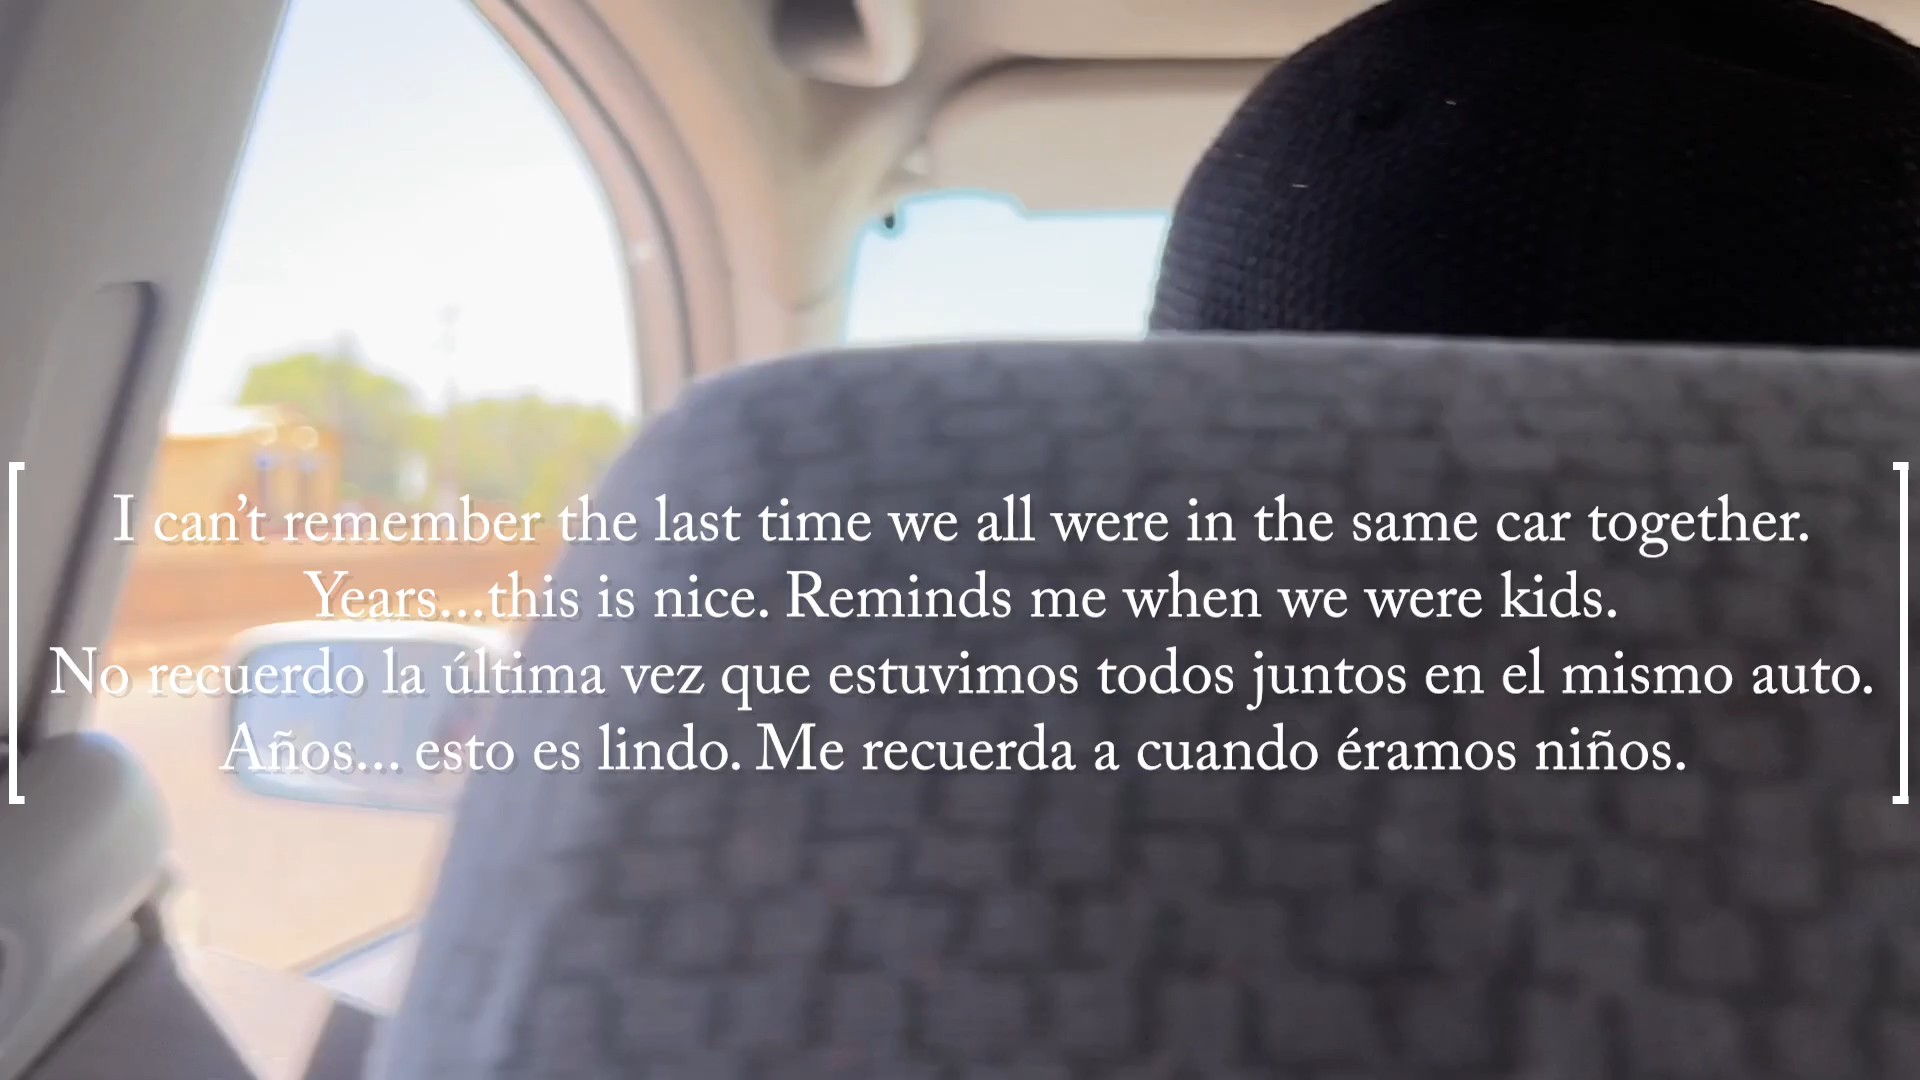 I can't remember the last time we all were in the same car together.
Years...this is nice. Reminds me when we were kids.
No recuerdo la última vez que estuvimos todos juntos en el mismo auto.
Años... esto es lindo. Me recuerda a cuando éramos niños.